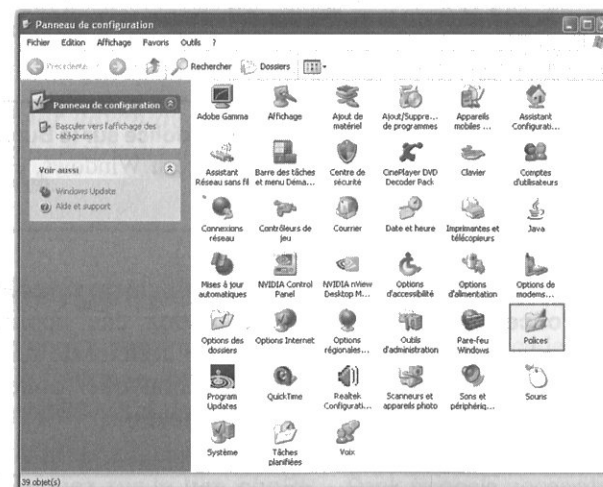 Panneau de configuration
Fichier Edition Affichage Favoris Outils ?
Précédente Rechercher Dossiers
Panneau de configuration
Basculer vers l'affichage des
catégories
Voir aussi
Windows Update
Aide et support
Adobe Gamma
Affichage
Ajout de
matériel
Ajout/Suppre...
de programmes
Appareils
mobiles ...
Assistant
Configurati...
Assistant
Réseau sans fil
Barre des tâches
et menu Déma...
Centre de
sécurité
CinePlayer DVD
Decoder Pack
Clavier
Comptes
d'utilisateurs
Connexions
réseau
Contrôleurs de
jeu
Courrier
Date et heure
Imprimantes et
télécopieurs
Java
Mises à jour
automatiques
NVIDIA Control
Panel
NVIDIA nView
Desktop M...
Options
d'accessibilité
Options
d'alimentation
Options de
modems...
Options des
dossiers
Options Internet
Options
régionales...
Outils
d'administration
Pare-feu
Windows
Polices
Program
Updates
QuickTime
Realtek
Configurati...
Scanneurs et
appareils photo
Sons et
périphériq...
Souris
Système
Tâches
planifiées
Voix
39 objet(s)